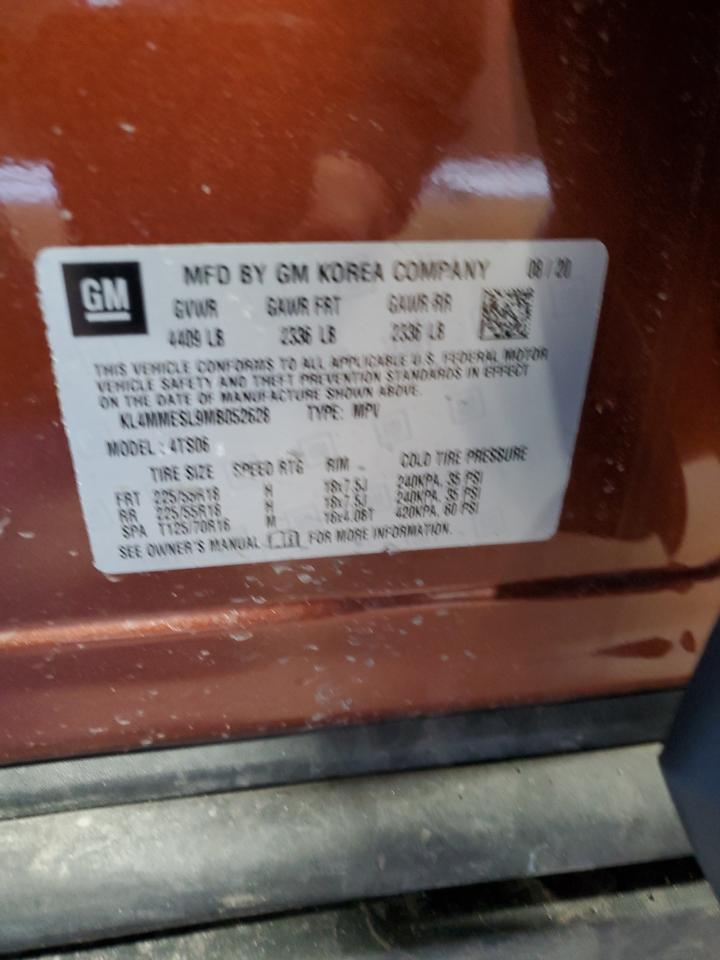 GM
MFD BY GM KOREA COMPANY 08/20
GVWR GAWR FRT GAWR RR
4409 LB 2336 LB 2336 LB
THIS VEHICLE CONFORMS TO ALL APPLICABLE U.S. FEDERAL MOTOR
VEHICLE SAFETY AND THEFT PREVENTION STANDARDS IN EFFECT
ON THE DATE OF MANUFACTURE SHOWN ABOVE.
KL4MMESL9MB052628 TYPE: MPV
MODEL: 4TS06
TIRE SIZE SPEED RTG RIM COLD TIRE PRESSURE
FRT 225/55R18 H 18x7.5J 240KPA, 35 PSI
RR 225/55R18 H 18x7.5J 240KPA, 35 PSI
SPA T125/70R16 M 16x4.0BT 420KPA, 60 PSI
SEE OWNER'S MANUAL FOR MORE INFORMATION.